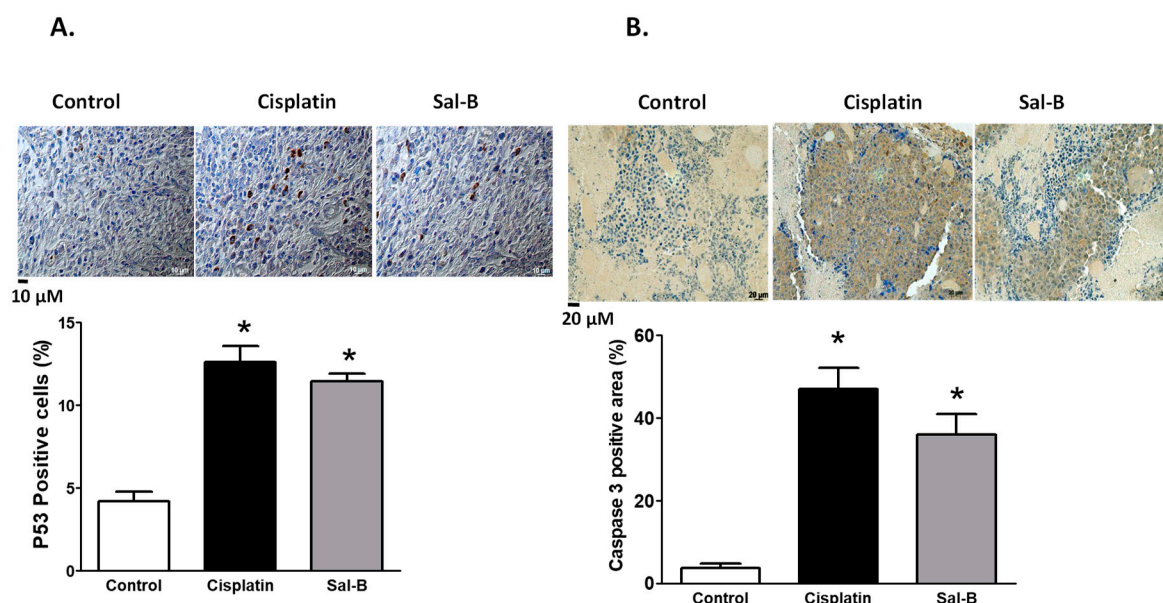 A.
Control Cisplatin Sal-B
10 µm 10 µm 10 µm
10 µM
P53 Positive cells (%)
15
10
5
0
*
*
Control Cisplatin Sal-B
B.
Control Cisplatin Sal-B
20 µm
20 µM
Caspase 3 positive area (%)
60
40
20
0
*
*
Control Cisplatin Sal-B